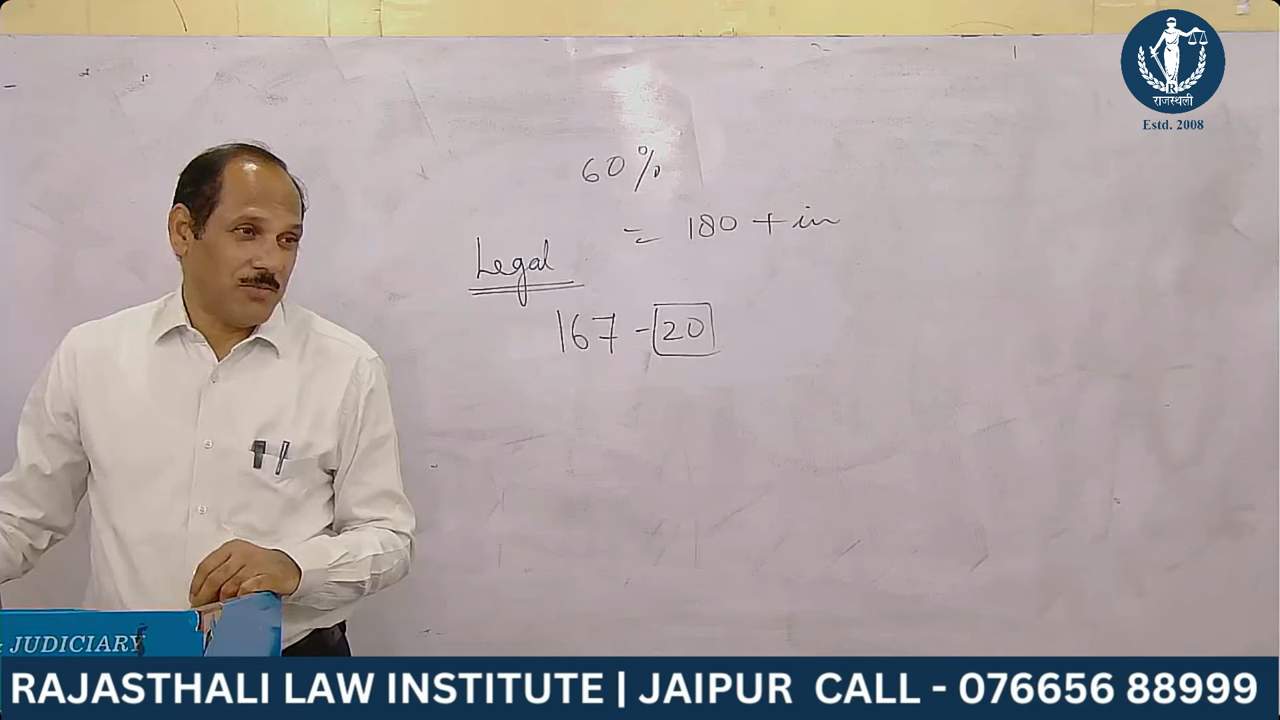 राजस्थली
Estd. 2008
60%
= 180 + in
Legal
167 - 20
JUDICIARY
RAJASTHALI LAW INSTITUTE | JAIPUR CALL - 076656 88999